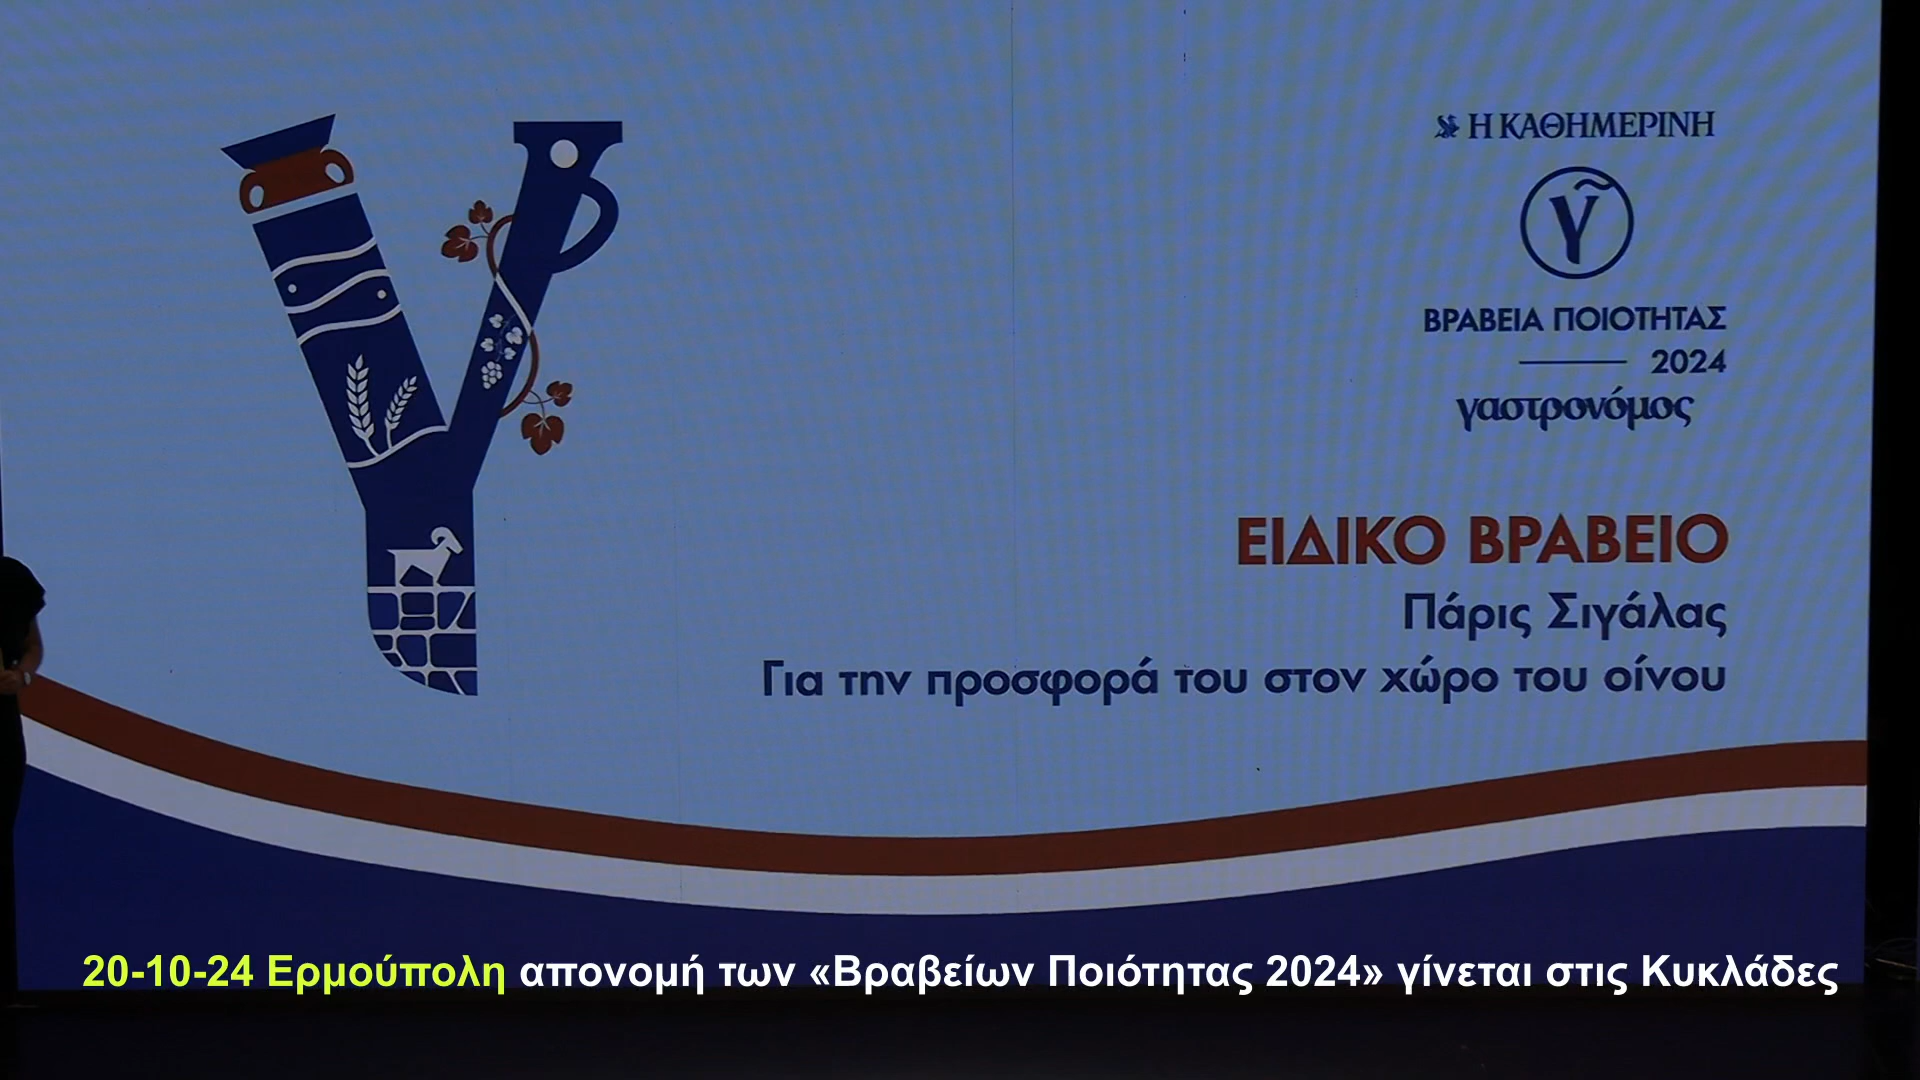 Η ΚΑΘΗΜΕΡΙΝΗ
γ
ΒΡΑΒΕΙΑ ΠΟΙΟΤΗΤΑΣ
2024
γαστρονόμος
ΕΙΔΙΚΟ ΒΡΑΒΕΙΟ
Πάρις Σιγάλας
Για την προσφορά του στον χώρο του οίνου
20-10-24 Ερμούπολη απονομή των «Βραβείων Ποιότητας 2024» γίνεται στις Κυκλάδες